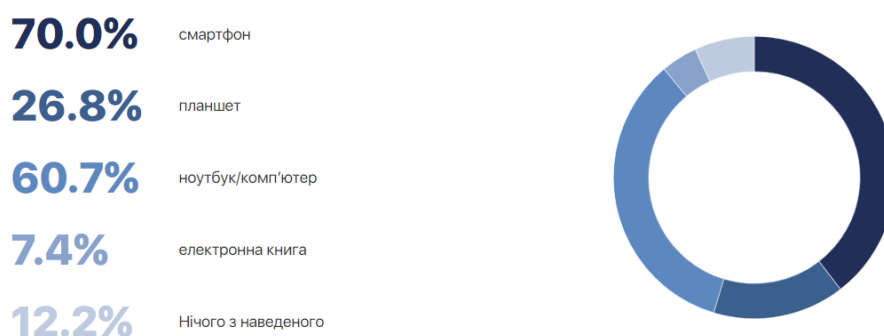 70.0% смартфон
26.8% планшет
60.7% ноутбук/комп'ютер
7.4% електронна книга
12.2% Нічого з наведеного